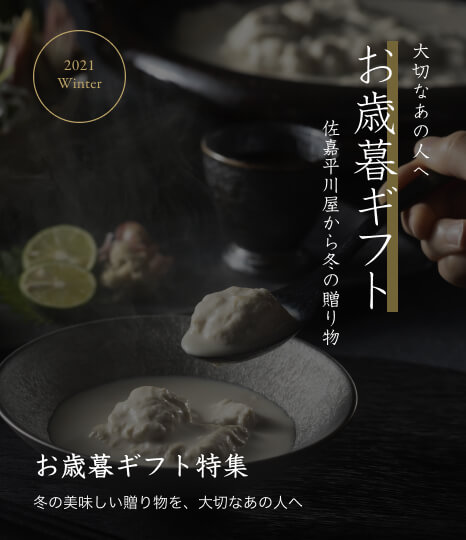 2021
Winter
大切なあの人へ
お歳暮ギフト
佐嘉平川屋から冬の贈り物
お歳暮ギフト特集
冬の美味しい贈り物を、大切なあの人へ